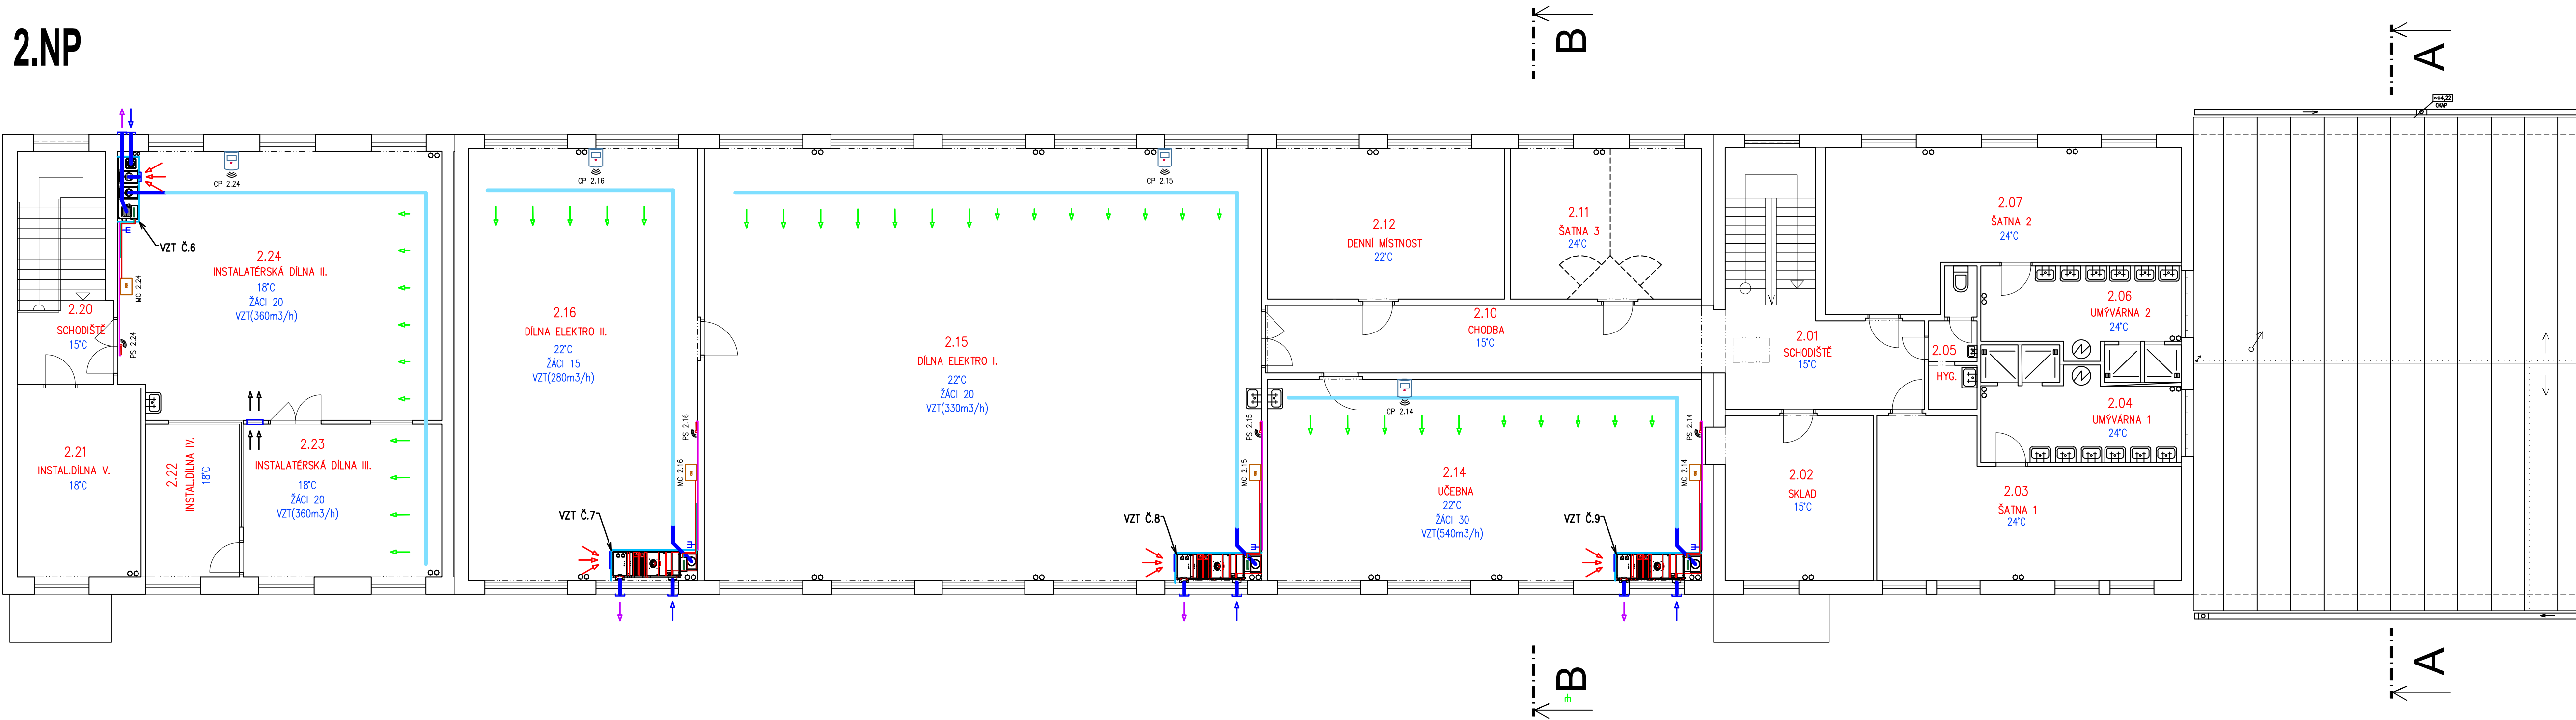 2.NP
B
A
+4,22
OKAP
CP 2.24
VZT Č.6
MC 2.24
PS 2.24
2.24
INSTALATÉRSKÁ DÍLNA II.
18°C
ŽÁCI 20
VZT(360m3/h)
2.20
SCHODIŠTĚ
15°C
2.21
INSTAL.DÍLNA V.
18°C
2.22
INSTAL.DÍLNA IV.
18°C
2.23
INSTALATÉRSKÁ DÍLNA III.
18°C
ŽÁCI 20
VZT(360m3/h)
CP 2.16
2.16
DÍLNA ELEKTRO II.
22°C
ŽÁCI 15
VZT(280m3/h)
PS 2.16
MC 2.16
VZT Č.7
CP 2.15
2.15
DÍLNA ELEKTRO I.
22°C
ŽÁCI 20
VZT(330m3/h)
PS 2.15
MC 2.15
VZT Č.8
2.12
DENNÍ MÍSTNOST
22°C
2.11
ŠATNA 3
24°C
2.10
CHODBA
15°C
CP 2.14
2.14
UČEBNA
22°C
ŽÁCI 30
VZT(540m3/h)
PS 2.14
MC 2.14
VZT Č.9
2.01
SCHODIŠTĚ
15°C
2.02
SKLAD
15°C
2.07
ŠATNA 2
24°C
2.05
HYG.
2.06
UMÝVÁRNA 2
24°C
2.04
UMÝVÁRNA 1
24°C
2.03
ŠATNA 1
24°C
B
A